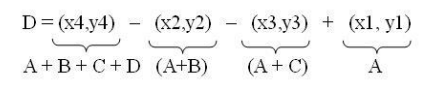 D = (x4,y4) – (x2,y2) – (x3,y3) + (x1, y1)
A + B + C + D (A+B) (A + C) A